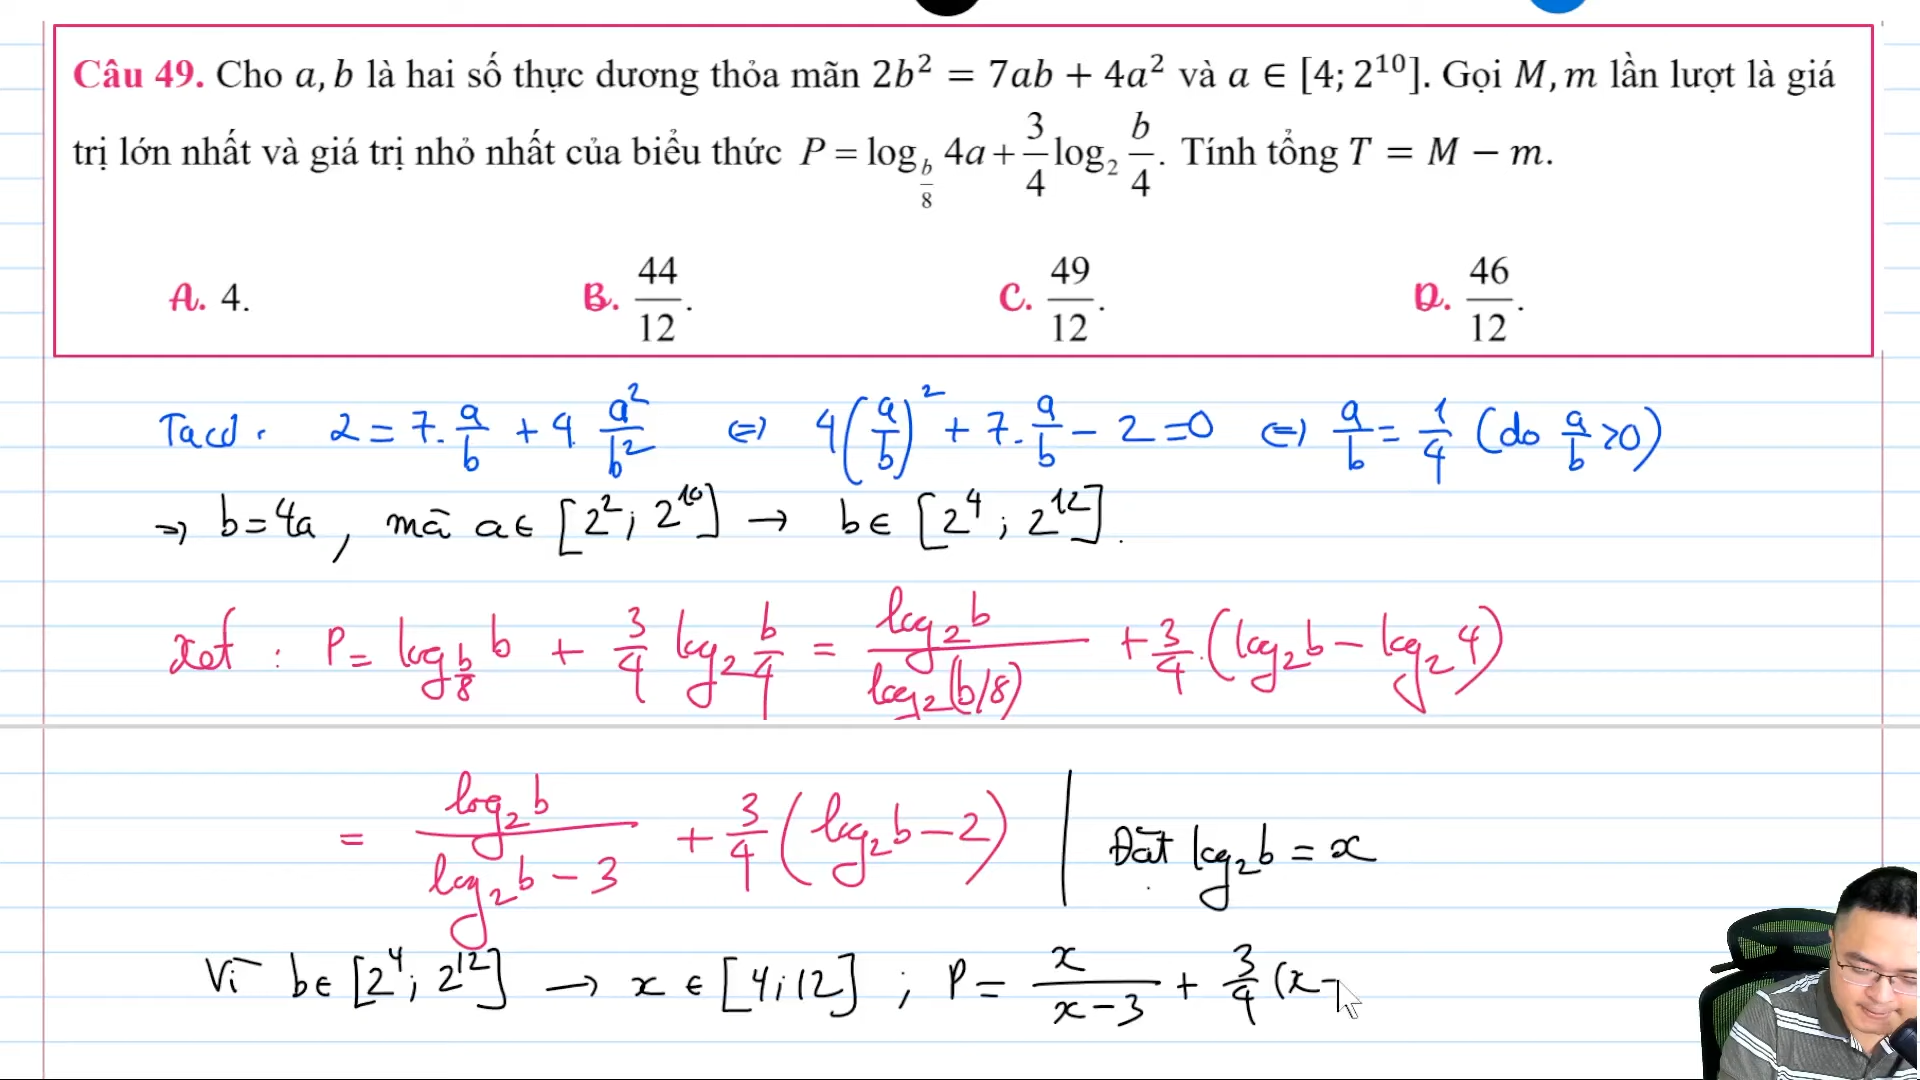 Câu 49. Cho a, b là hai số thực dương thỏa mãn 2b² = 7ab + 4a² và a ∈ [4; 2¹⁰]. Gọi M, m lần lượt là giá
trị lớn nhất và giá trị nhỏ nhất của biểu thức P = log_{b/8} 4a + 3/4 log₂ b/4. Tính tổng T = M − m.
A. 4. B. 44/12. C. 49/12. D. 46/12.
Ta có: 2 = 7. a/b + 4. a²/b² ⇔ 4(a/b)² + 7. a/b − 2 = 0 ⇔ a/b = 1/4 (do a/b > 0)
⇒ b = 4a, mà a ∈ [2²; 2¹⁰] → b ∈ [2⁴; 2¹²].
Xét: P = log_{b/8} b + 3/4 log₂ b/4 = log₂b / log₂(b/8) + 3/4.(log₂b − log₂4)
= log₂b / (log₂b − 3) + 3/4 (log₂b − 2) | Đặt log₂b = x
Vì b ∈ [2⁴; 2¹²] → x ∈ [4; 12]; P = x/(x−3) + 3/4 (x −